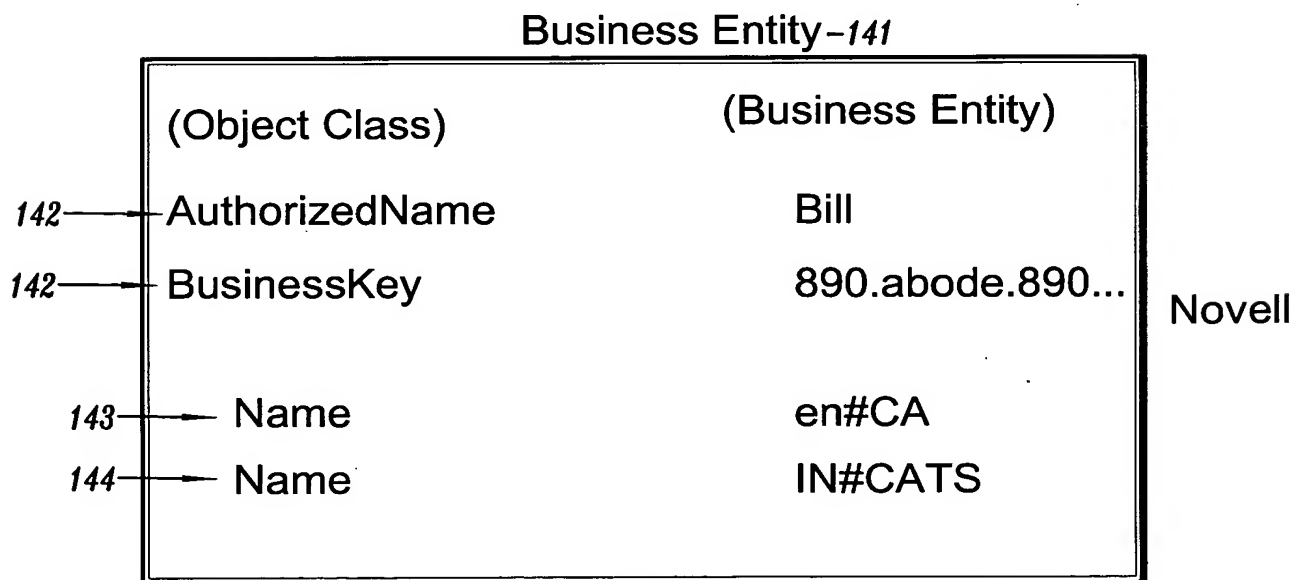 Business Entity-141
(Object Class) (Business Entity)
142 AuthorizedName Bill
142 BusinessKey 890.abode.890...
Novell
143 Name en#CA
144 Name IN#CATS